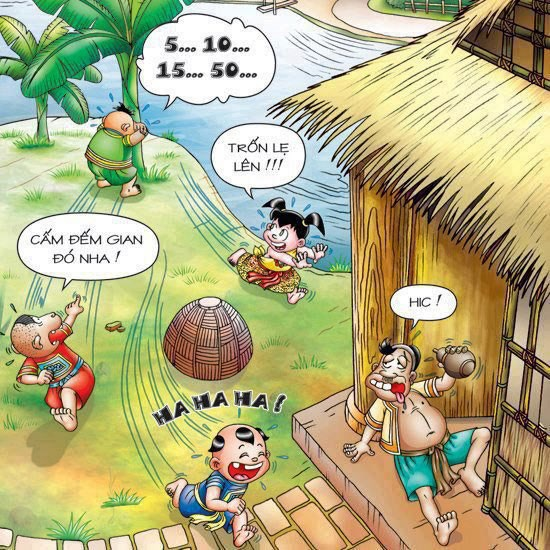 5... 10...
15... 50...
TRỐN LẸ
LÊN !!!
CẤM ĐẾM GIAN
ĐÓ NHA !
HIC !
HA HA HA !